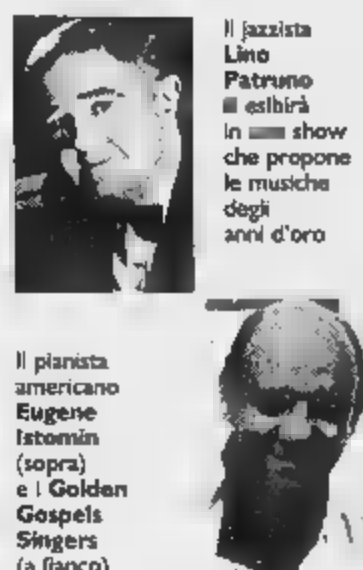 Il jazzista
Lino
Patruno
esibirà
in show
che propone
le musiche
degli
anni d'oro
Il pianista
americano
Eugene
Istomin
(sopra)
e i Golden
Gospels
Singers
(a fianco)